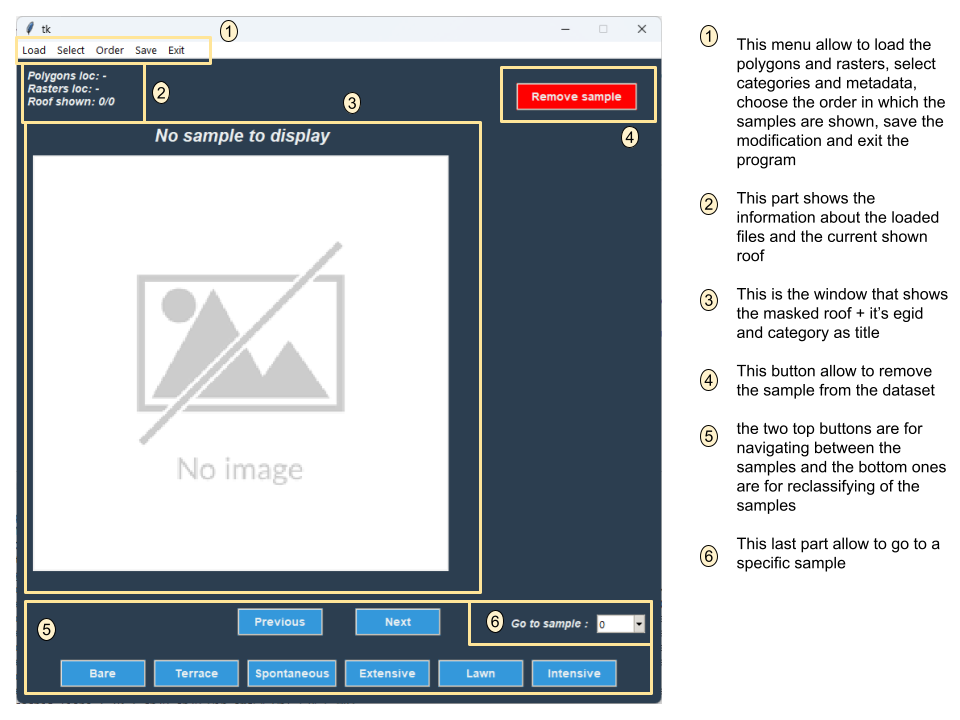 tk
1
Load Select Order Save Exit
Polygons loc: -
Rasters loc: -
Roof shown: 0/0
2
3
Remove sample
4
No sample to display
No image
5
Previous Next
6 Go to sample : 0
Bare Terrace Spontaneous Extensive Lawn Intensive
1
This menu allow to load the
polygons and rasters, select
categories and metadata,
choose the order in which the
samples are shown, save the
modification and exit the
program
2
This part shows the
information about the loaded
files and the current shown
roof
3
This is the window that shows
the masked roof + it's egid
and category as title
4
This button allow to remove
the sample from the dataset
5
the two top buttons are for
navigating between the
samples and the bottom ones
are for reclassifying of the
samples
6
This last part allow to go to a
specific sample